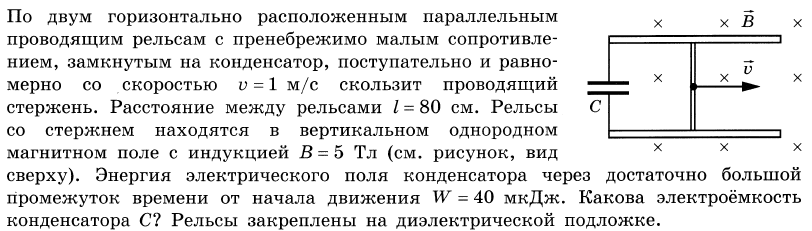 По двум горизонтально расположенным параллельным
проводящим рельсам с пренебрежимо малым сопротивле-
нием, замкнутым на конденсатор, поступательно и равно-
мерно со скоростью v = 1 м/с скользит проводящий
стержень. Расстояние между рельсами l = 80 см. Рельсы
со стержнем находятся в вертикальном однородном
магнитном поле с индукцией B = 5 Тл (см. рисунок, вид
сверху). Энергия электрического поля конденсатора через достаточно большой
промежуток времени от начала движения W = 40 мкДж. Какова электроёмкость
конденсатора C? Рельсы закреплены на диэлектрической подложке.
B⃗
v⃗
C